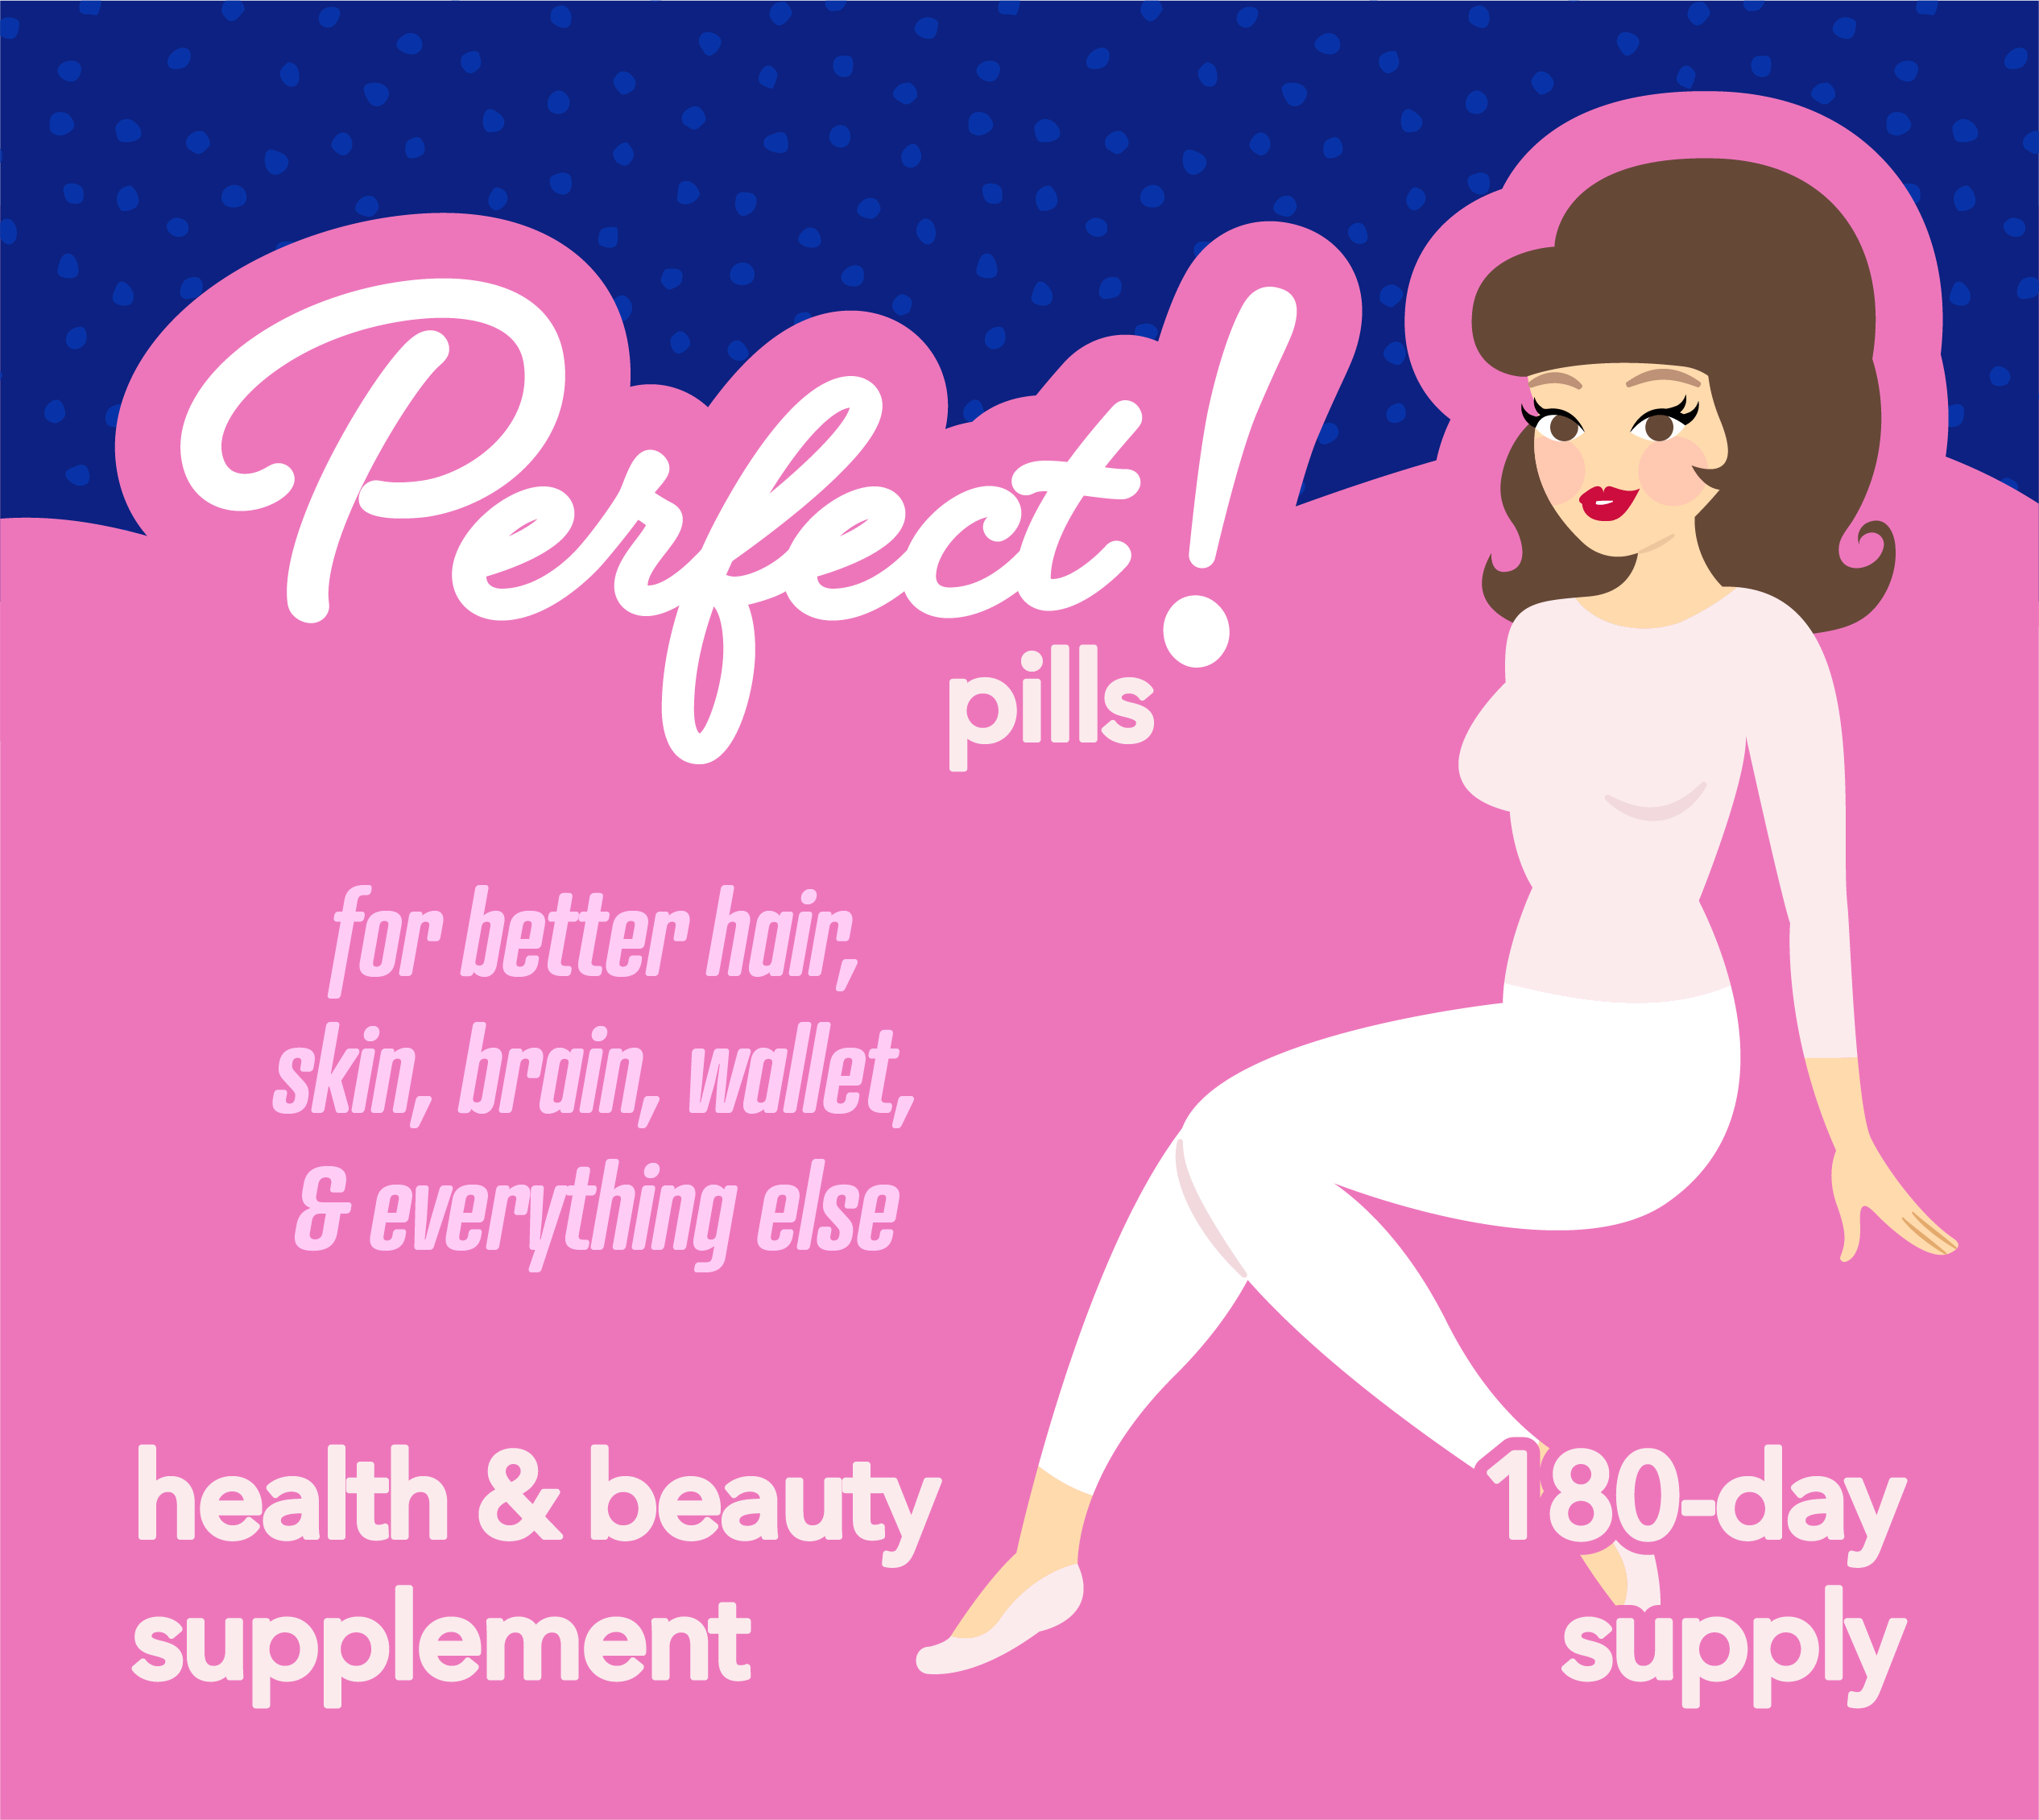 Perfect!
pills
for better hair,
skin, brain, wallet,
& everything else
health & beauty
supplement
180-day
supply